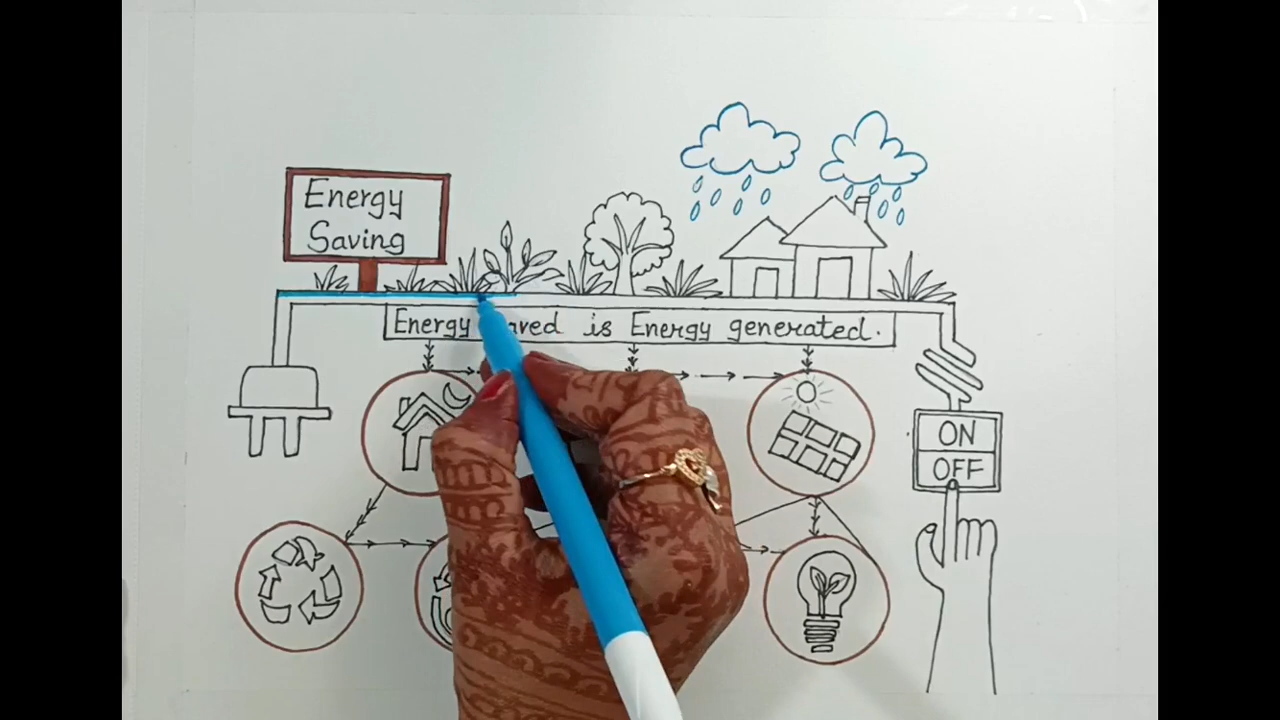 Energy
Saving
Energy is Energy generated.
ON
OFF